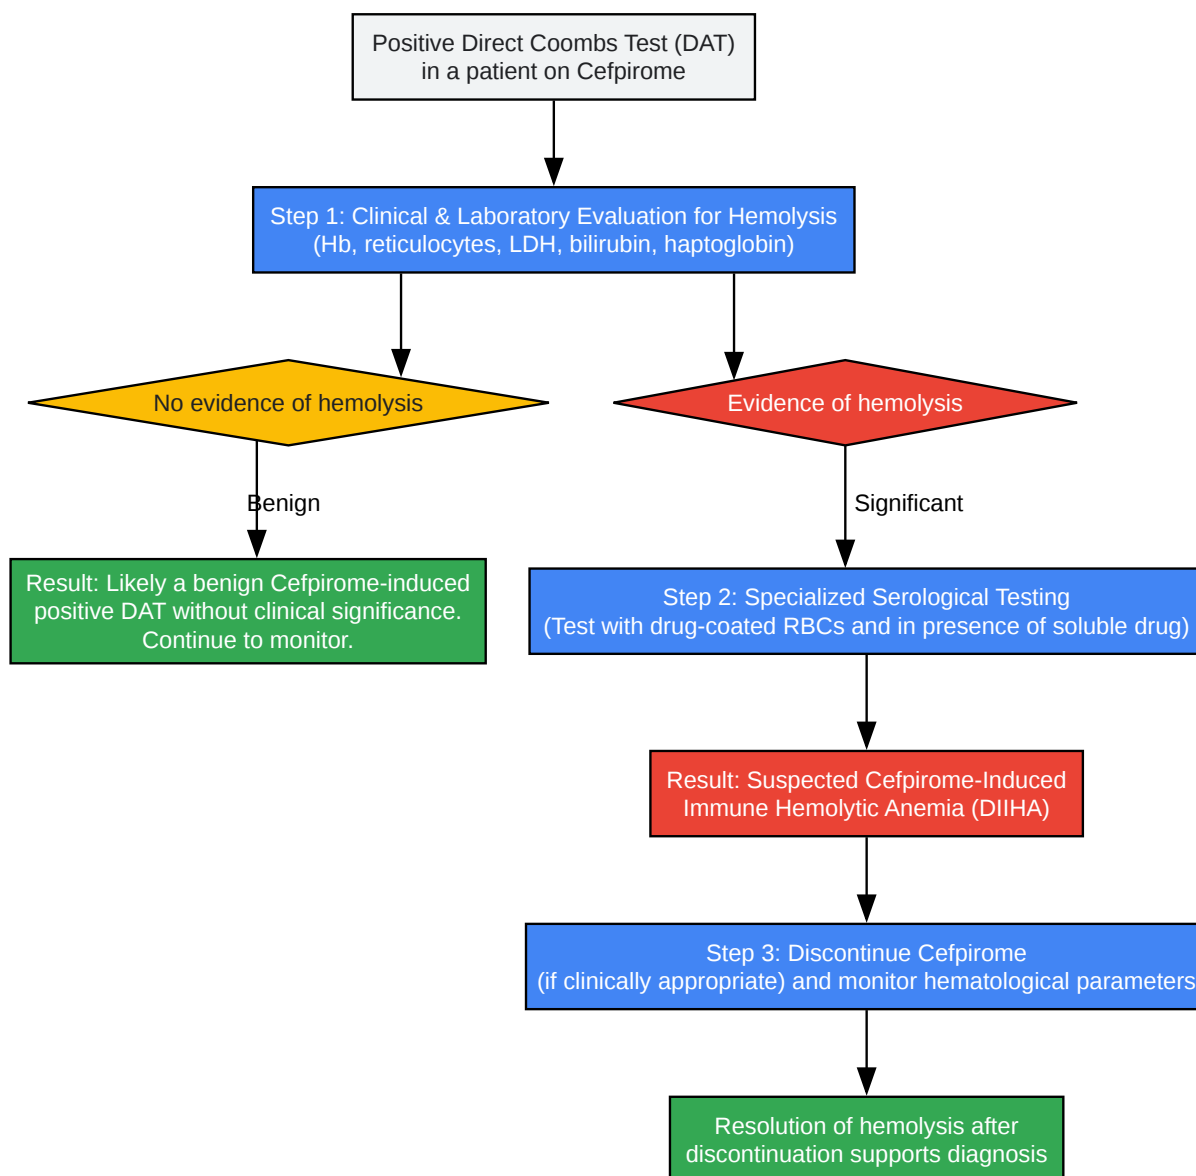 Positive Direct Coombs Test (DAT)
in a patient on Cefpirome
Step 1: Clinical & Laboratory Evaluation for Hemolysis
(Hb, reticulocytes, LDH, bilirubin, haptoglobin)
No evidence of hemolysis
Evidence of hemolysis
Benign
Significant
Result: Likely a benign Cefpirome-induced
positive DAT without clinical significance.
Continue to monitor.
Step 2: Specialized Serological Testing
(Test with drug-coated RBCs and in presence of soluble drug)
Result: Suspected Cefpirome-Induced
Immune Hemolytic Anemia (DIIHA)
Step 3: Discontinue Cefpirome
(if clinically appropriate) and monitor hematological parameters
Resolution of hemolysis after
discontinuation supports diagnosis